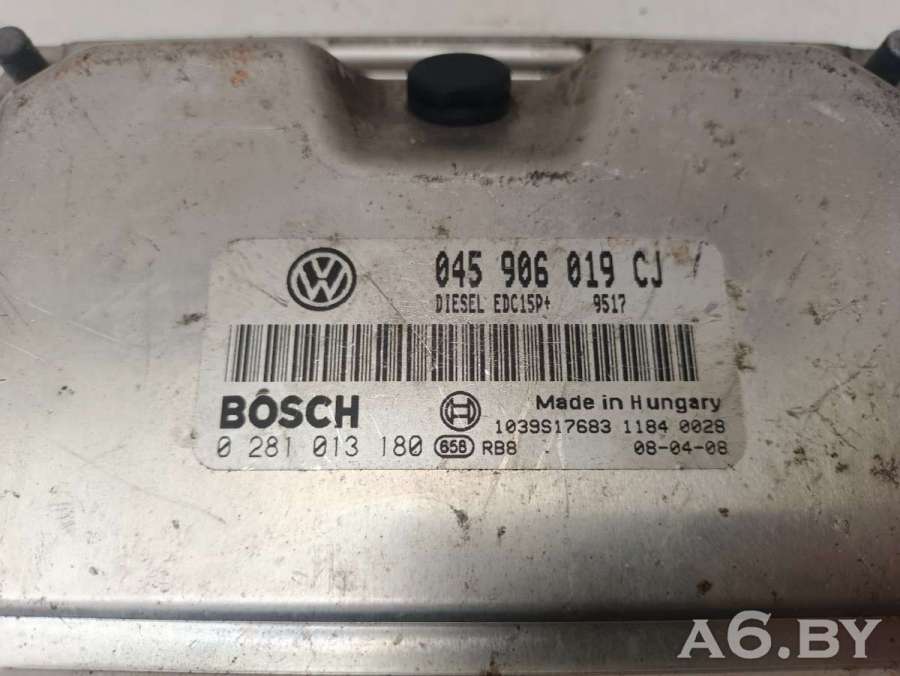 045 906 019 CJ
DIESEL EDC15P+ 9517
BOSCH
Made in Hungary
1039S17683 1184 0028
0 281 013 180 658 RB8 08-04-08
A6.BY